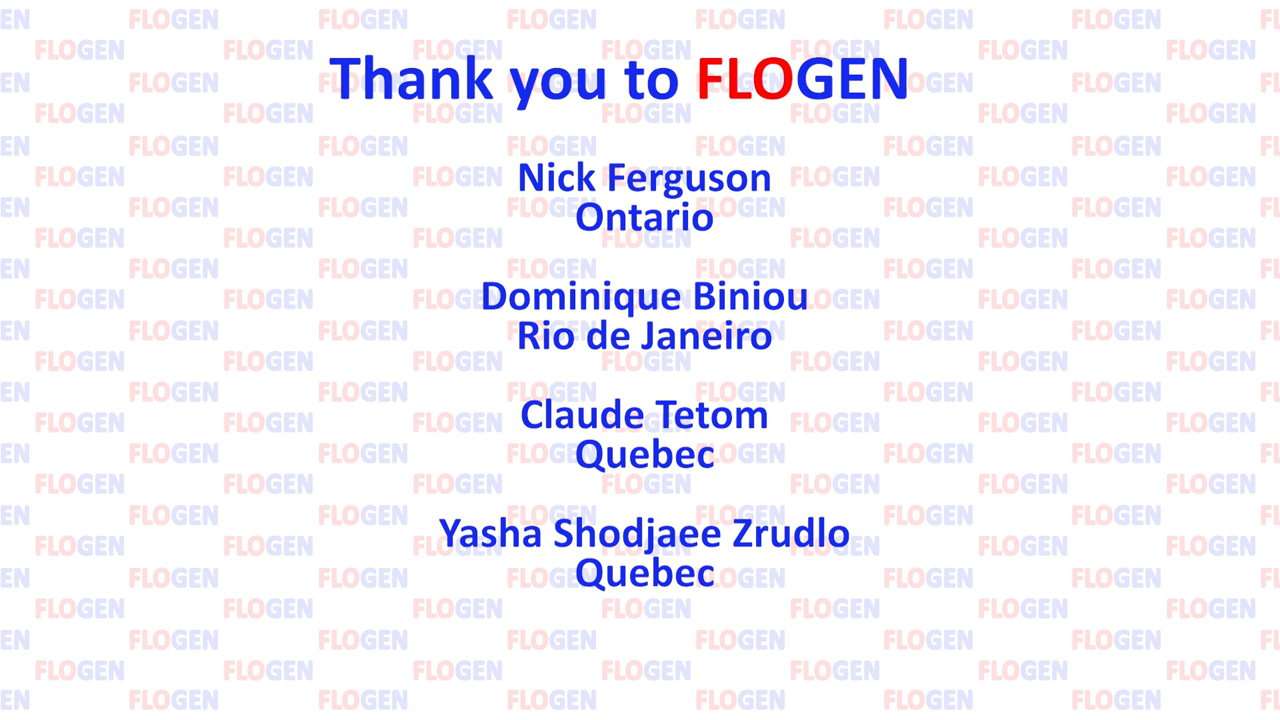 Thank you to FLOGEN
Nick Ferguson
Ontario
Dominique Biniou
Rio de Janeiro
Claude Tetom
Quebec
Yasha Shodjaee Zrudlo
Quebec